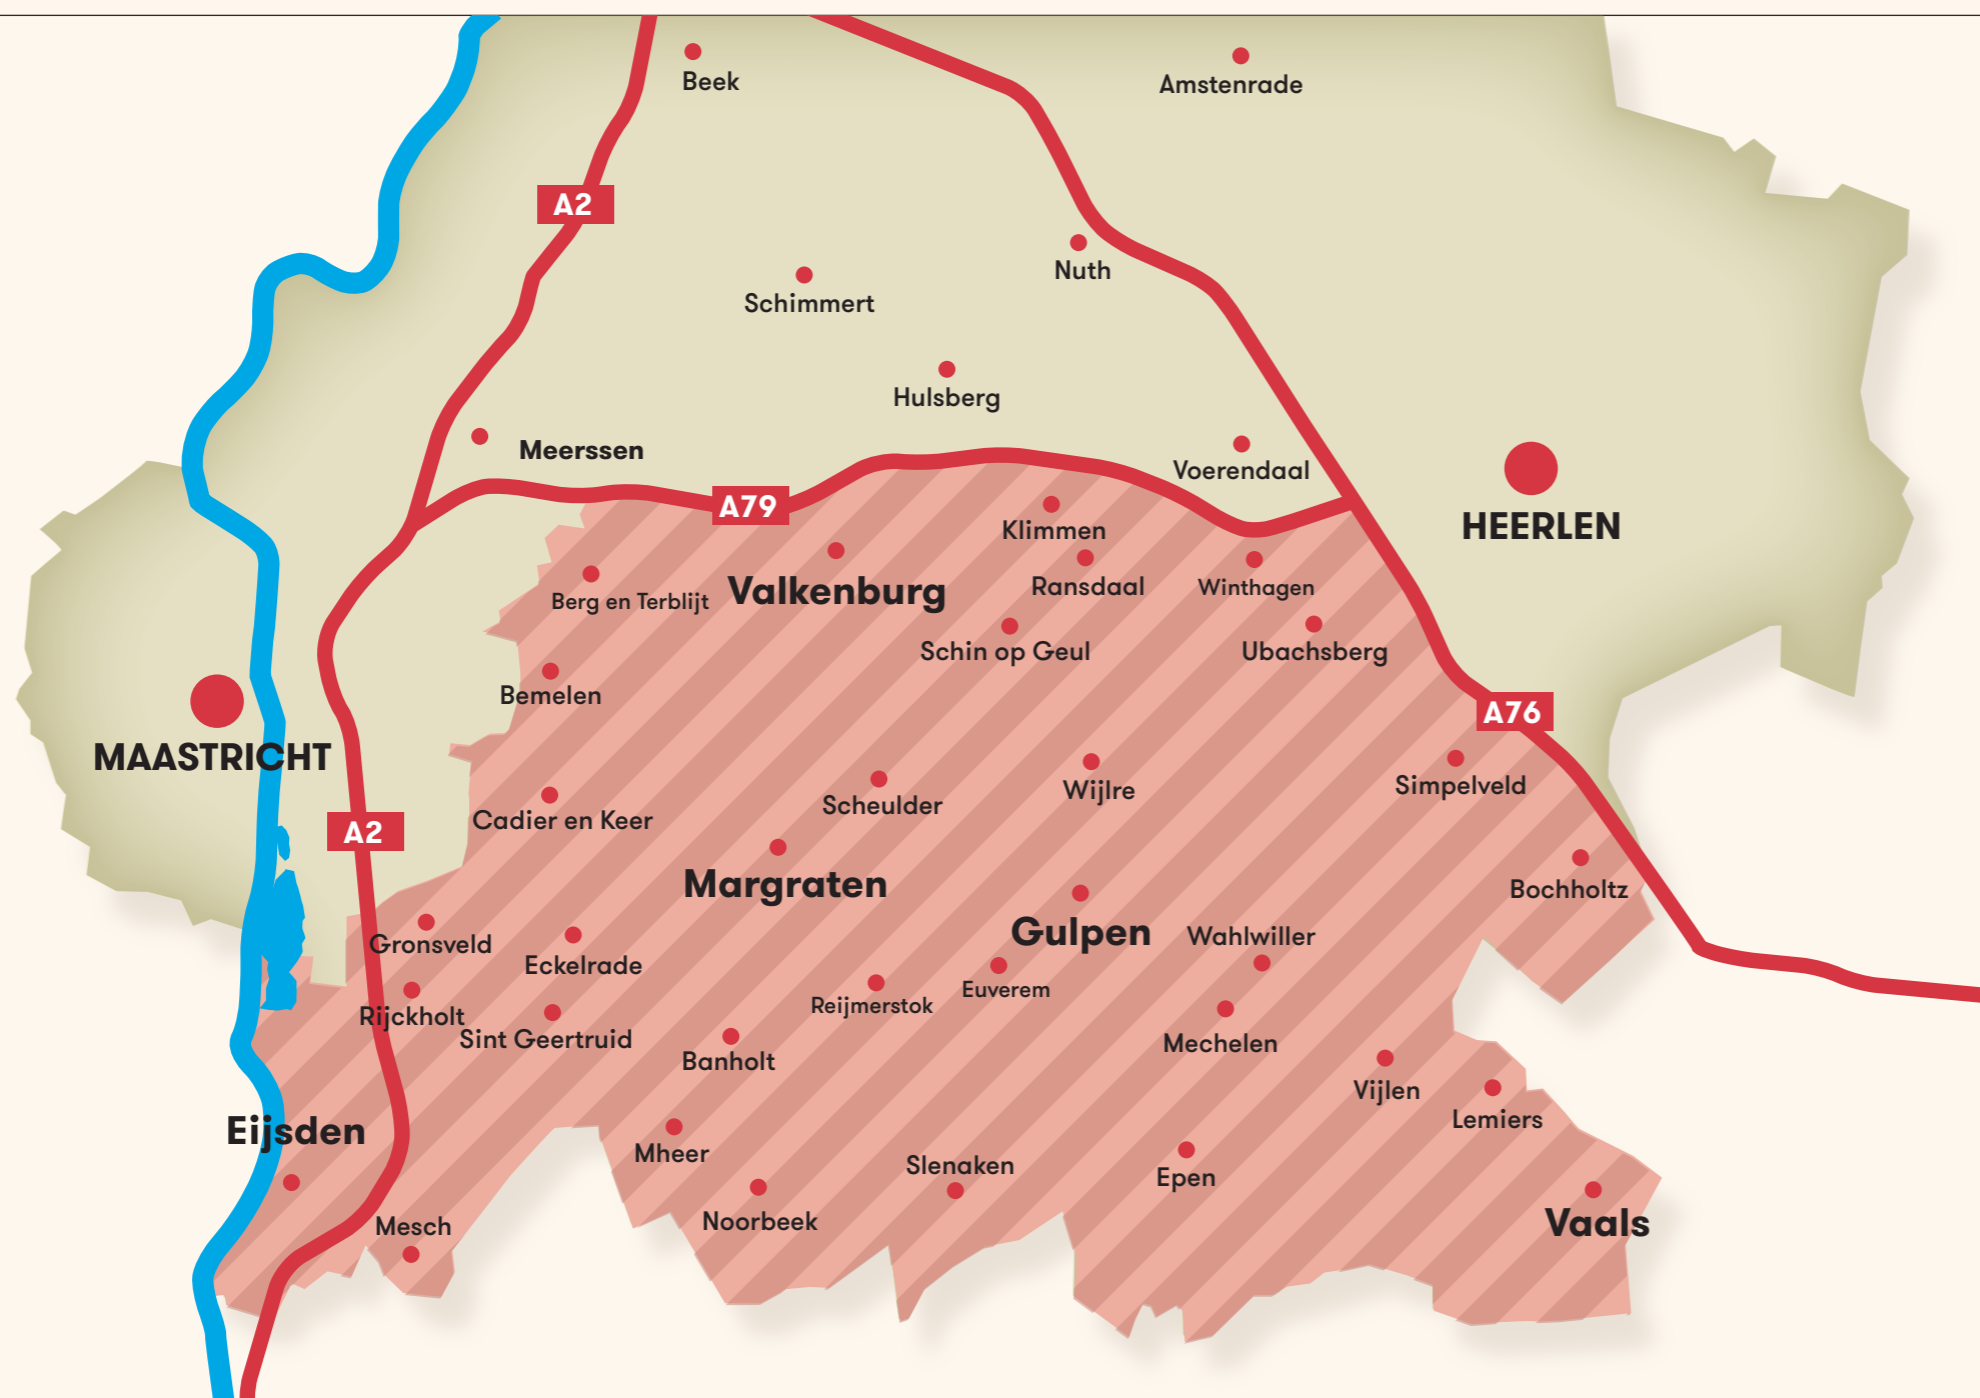 Beek
Amstenrade
A2
Nuth
Schimmert
Hulsberg
Meerssen
Voerendaal
A79
HEERLEN
Klimmen
Valkenburg
Ransdaal
Winthagen
Berg en Terblijt
Schin op Geul
Ubachsberg
Bemelen
A76
MAASTRICHT
Simpelveld
Wijlre
Scheulder
Cadier en Keer
A2
Margraten
Bochholtz
Gulpen
Wahlwiller
Gronsveld
Eckelrade
Euverem
Reijmerstok
Rijckholt
Sint Geertruid
Mechelen
Banholt
Vijlen
Lemiers
Eijsden
Mheer
Slenaken
Epen
Noorbeek
Mesch
Vaals